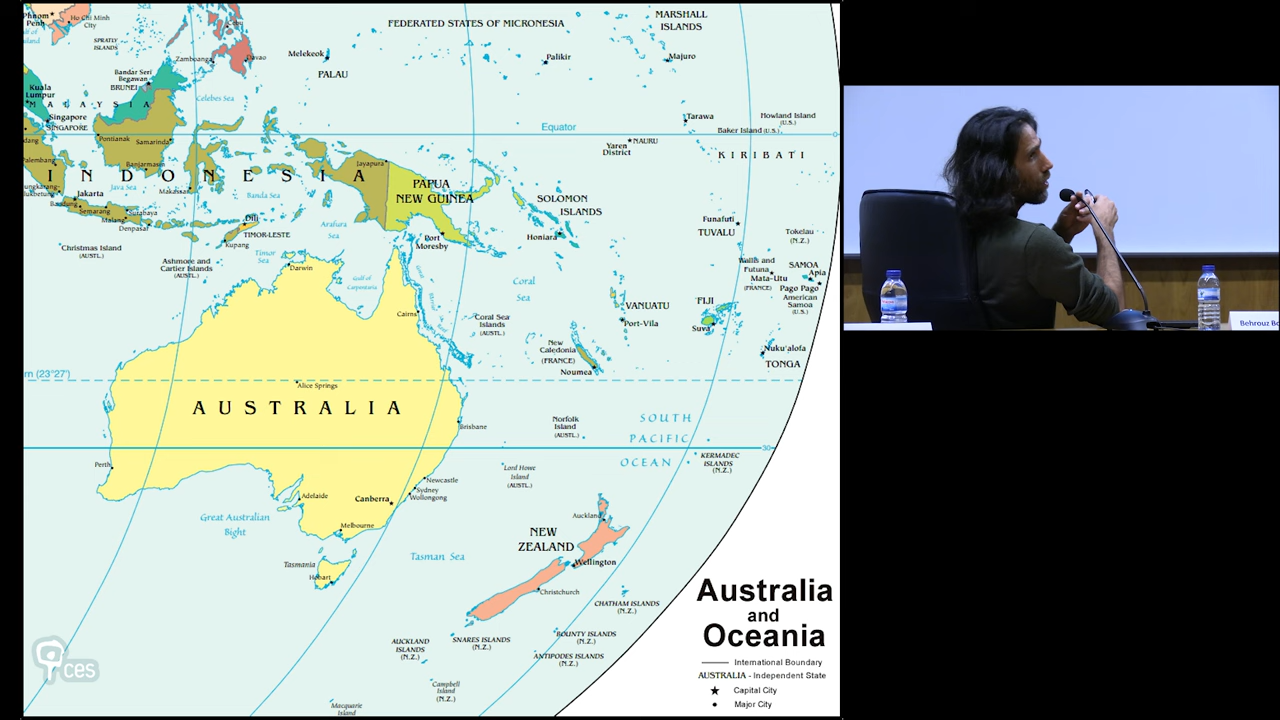 Phnom
Penh
Ho Chi Minh
City
SPRATLY
ISLANDS
Sea
FEDERATED STATES OF MICRONESIA
MARSHALL
ISLANDS
Melekeok
PALAU
Palikir
Majuro
Zamboanga
Davao
Bandar Seri
Begawan
BRUNEI
Kuala
Lumpur
MALAYSIA
Celebes Sea
Singapore
SINGAPORE
Equator
0
Tarawa
Howland Island
(U.S.)
Baker Island (U.S.)
NAURU
Yaren
District
KIRIBATI
Pontianak
Samarinda
Banjarmasin
Palembang
Jayapura
INDONESIA
Java Sea
Makassar
Banda Sea
Jakarta
Bandung
Semarang
Surabaya
Malang
Denpasar
PAPUA
NEW GUINEA
SOLOMON
ISLANDS
Dili
TIMOR-LESTE
Kupang
Arafura
Sea
Timor
Sea
Port
Moresby
Honiara
Funafuti
TUVALU
Tokelau
(N.Z.)
Christmas Island
(AUSTL.)
Ashmore and
Cartier Islands
(AUSTL.)
Darwin
Gulf of
Carpentaria
Coral
Sea
Wallis and
Futuna
Mata-Utu
(FRANCE)
SAMOA
Apia
Pago Pago
American
Samoa
(U.S.)
Cairns
Coral Sea
Islands
(AUSTL.)
VANUATU
Port-Vila
FIJI
Suva
New
Caledonia
(FRANCE)
Noumea
Nuku'alofa
TONGA
n (23°27')
Alice Springs
AUSTRALIA
Brisbane
Norfolk
Island
(AUSTL.)
SOUTH
PACIFIC
OCEAN
30
KERMADEC
ISLANDS
(N.Z.)
Perth
Lord Howe
Island
(AUSTL.)
Adelaide
Canberra
Newcastle
Sydney
Wollongong
Great Australian
Bight
Melbourne
Auckland
NEW
ZEALAND
Tasman Sea
Wellington
Tasmania
Hobart
Christchurch
CHATHAM ISLANDS
(N.Z.)
AUCKLAND
ISLANDS
(N.Z.)
SNARES ISLANDS
(N.Z.)
BOUNTY ISLANDS
(N.Z.)
ANTIPODES ISLANDS
(N.Z.)
Campbell
Island
(N.Z.)
Macquarie
Island
Australia
and
Oceania
International Boundary
AUSTRALIA - Independent State
Capital City
Major City
ces
Behrouz Bo